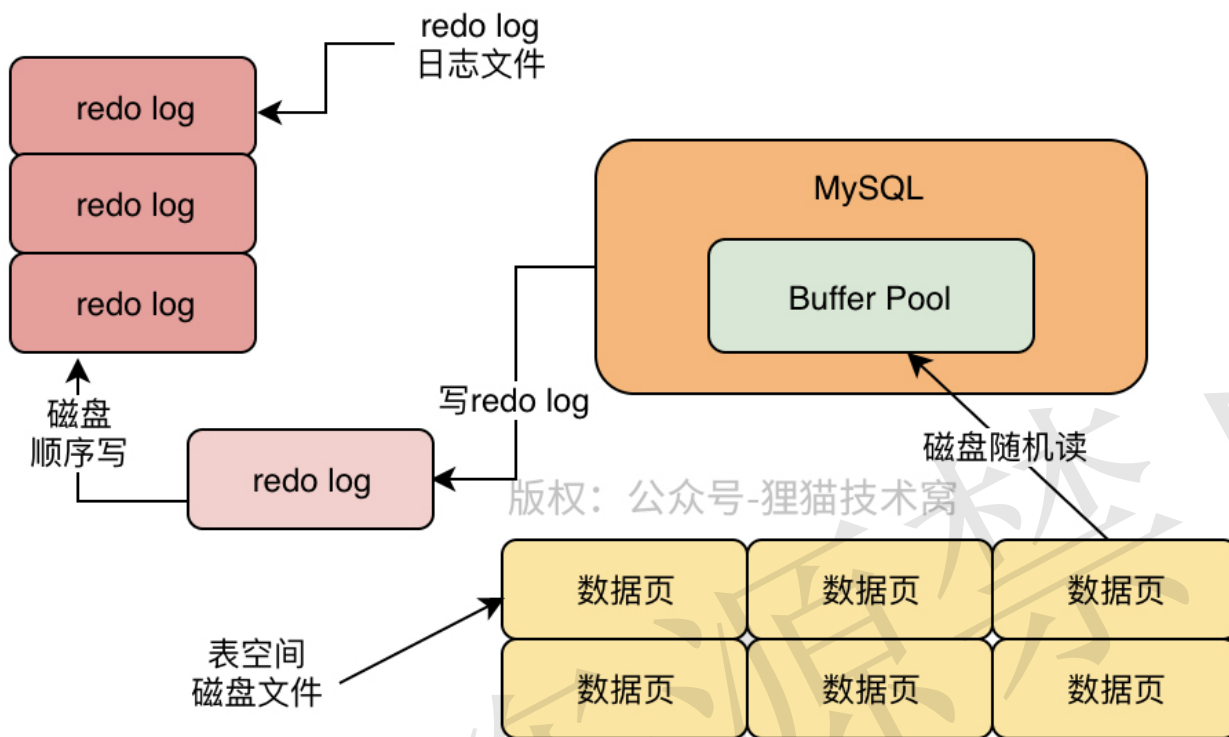 redo log
日志文件
redo log
redo log
redo log
MySQL
Buffer Pool
写redo log
磁盘
顺序写
redo log
磁盘随机读
版权：公众号-狸猫技术窝
数据页
数据页
数据页
表空间
磁盘文件
数据页
数据页
数据页
源禁